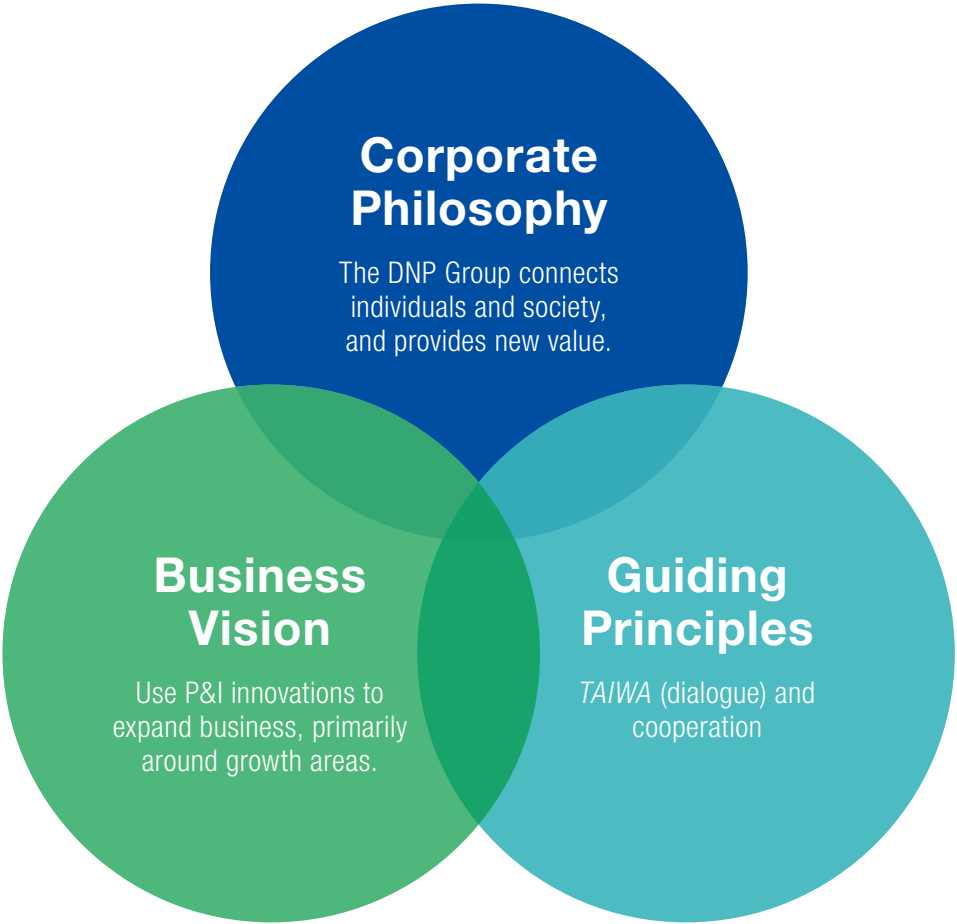 Corporate
Philosophy
The DNP Group connects
individuals and society,
and provides new value.
Business
Vision
Use P&I innovations to
expand business, primarily
around growth areas.
Guiding
Principles
TAIWA (dialogue) and
cooperation